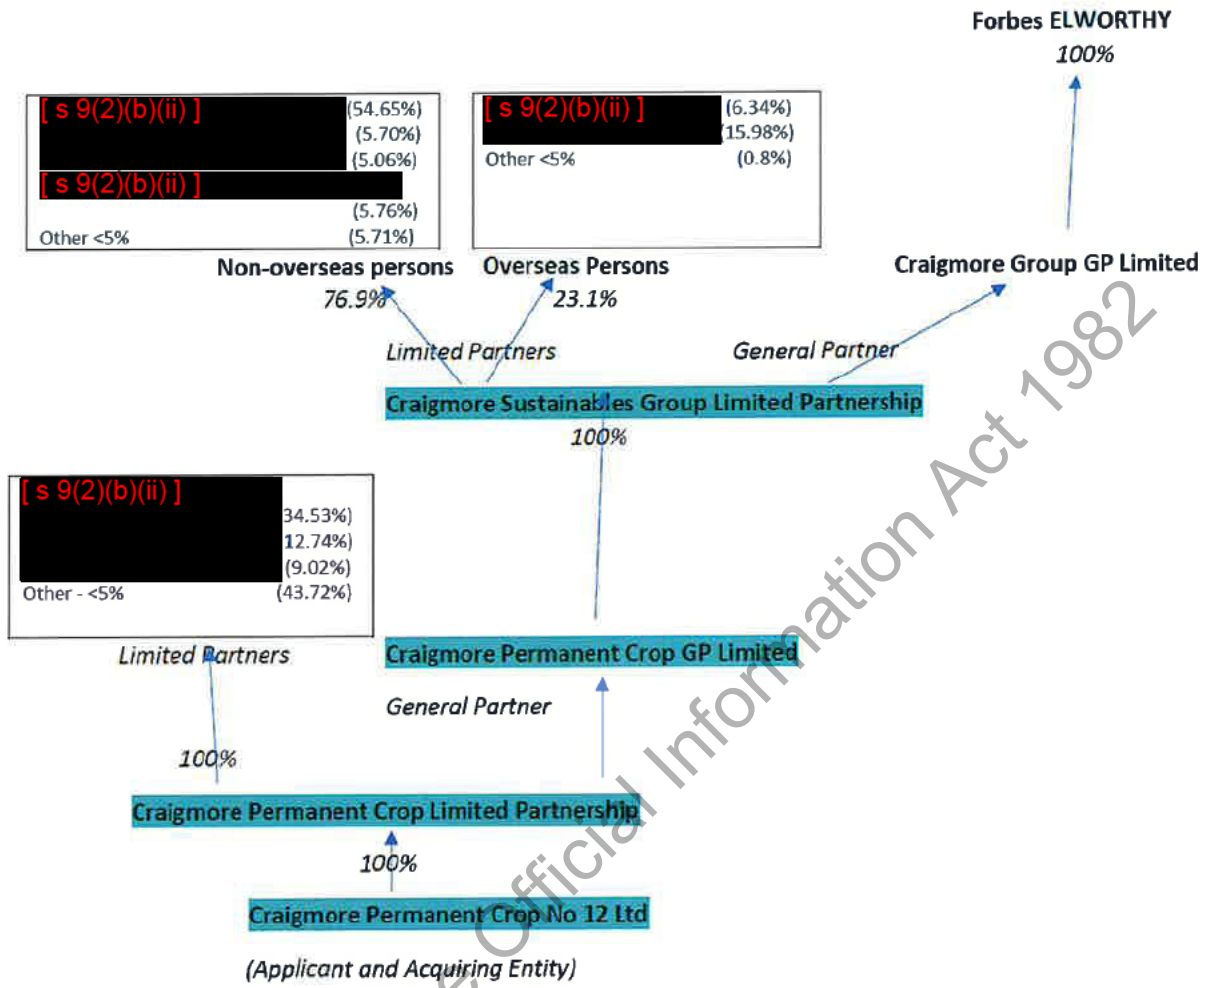 Forbes ELWORTHY
100%
[ s 9(2)(b)(ii) ] (54.65%)
(5.70%)
(5.06%)
[ s 9(2)(b)(ii) ]
(5.76%)
Other <5% (5.71%)
[ s 9(2)(b)(ii) ] (6.34%)
(15.98%)
Other <5% (0.8%)
Non-overseas persons
76.9%
Overseas Persons
23.1%
Craigmore Group GP Limited
Limited Partners
General Partner
Craigmore Sustainables Group Limited Partnership
100%
[ s 9(2)(b)(ii) ]
34.53%)
12.74%)
(9.02%)
Other - <5% (43.72%)
Limited Partners
Craigmore Permanent Crop GP Limited
General Partner
100%
Craigmore Permanent Crop Limited Partnership
100%
Craigmore Permanent Crop No 12 Ltd
(Applicant and Acquiring Entity)
e Official Information Act 1982